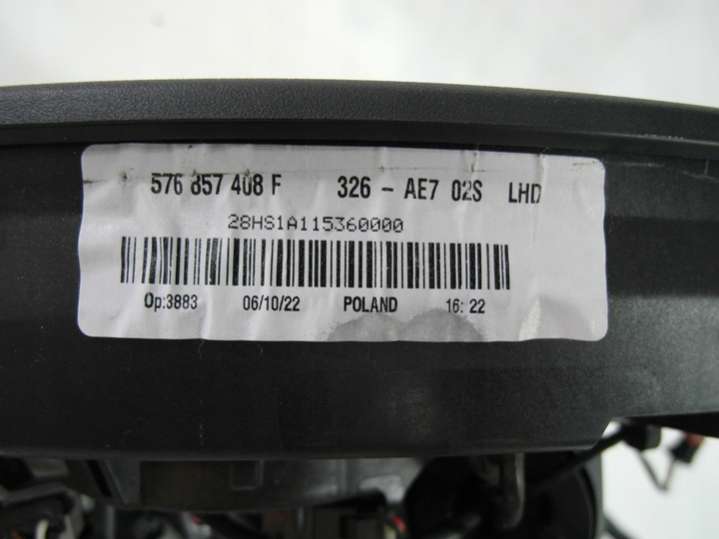 576 857 408 F 326 - AE7 02S LHD
28HS1A115360000
Op:3883 06/10/22 POLAND 16: 22